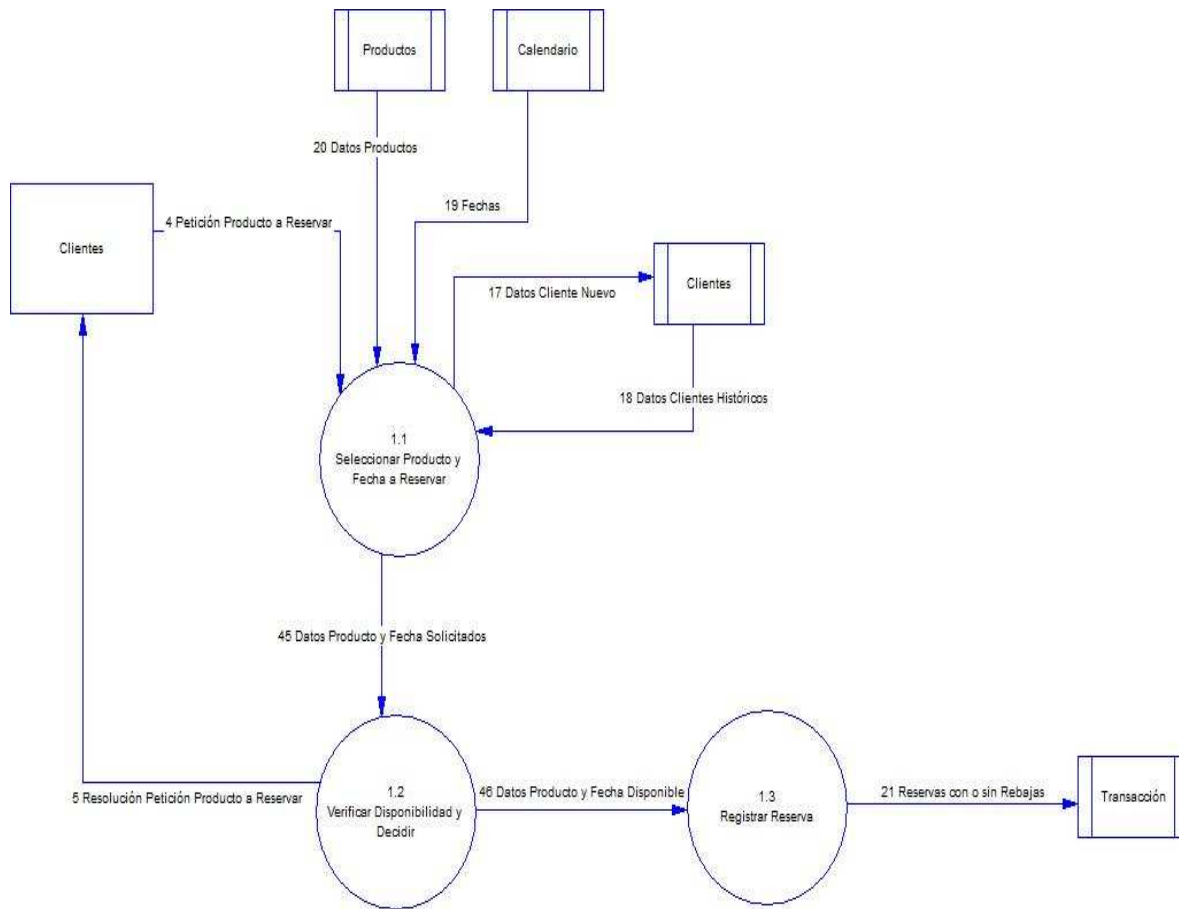 Productos
Calendario
20 Datos Productos
Clientes
4 Petición Producto a Reservar
19 Fechas
17 Datos Cliente Nuevo
Clientes
18 Datos Clientes Históricos
1.1
Seleccionar Producto y
Fecha a Reservar
45 Datos Producto y Fecha Solicitados
5 Resolución Petición Producto a Reservar
1.2
Verificar Disponibilidad y
Decidir
46 Datos Producto y Fecha Disponible
1.3
Registrar Reserva
21 Reservas con o sin Rebajas
Transacción